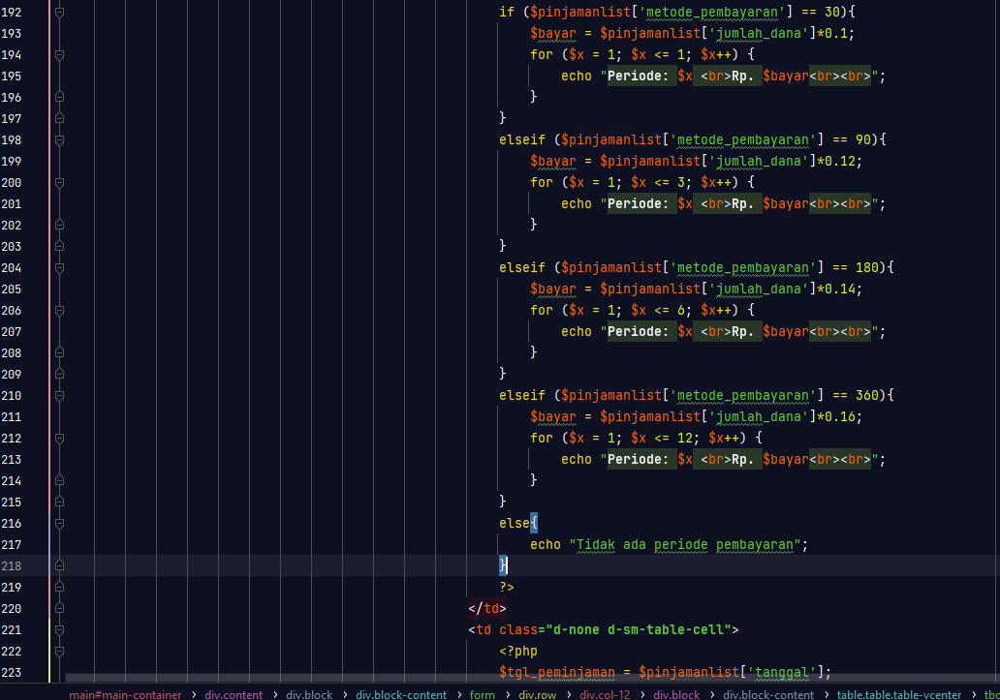 192 if ($pinjamanlist['metode_pembayaran'] == 30){
193 $bayar = $pinjamanlist['jumlah_dana']*0.1;
194 for ($x = 1; $x <= 1; $x++) {
195 echo "Periode: $x <br>Rp. $bayar<br><br>";
196 }
197 }
198 elseif ($pinjamanlist['metode_pembayaran'] == 90){
199 $bayar = $pinjamanlist['jumlah_dana']*0.12;
200 for ($x = 1; $x <= 3; $x++) {
201 echo "Periode: $x <br>Rp. $bayar<br><br>";
202 }
203 }
204 elseif ($pinjamanlist['metode_pembayaran'] == 180){
205 $bayar = $pinjamanlist['jumlah_dana']*0.14;
206 for ($x = 1; $x <= 6; $x++) {
207 echo "Periode: $x <br>Rp. $bayar<br><br>";
208 }
209 }
210 elseif ($pinjamanlist['metode_pembayaran'] == 360){
211 $bayar = $pinjamanlist['jumlah_dana']*0.16;
212 for ($x = 1; $x <= 12; $x++) {
213 echo "Periode: $x <br>Rp. $bayar<br><br>";
214 }
215 }
216 else{
217 echo "Tidak ada periode pembayaran";
218 }
219 ?>
220 </td>
221 <td class="d-none d-sm-table-cell">
222 <?php
223 $tgl_peminjaman = $pinjamanlist['tanggal'];
main#main-container › div.content › div.block › div.block-content › form › div.row › div.col-12 › div.block › div.block-content › table.table.table-vcenter ›